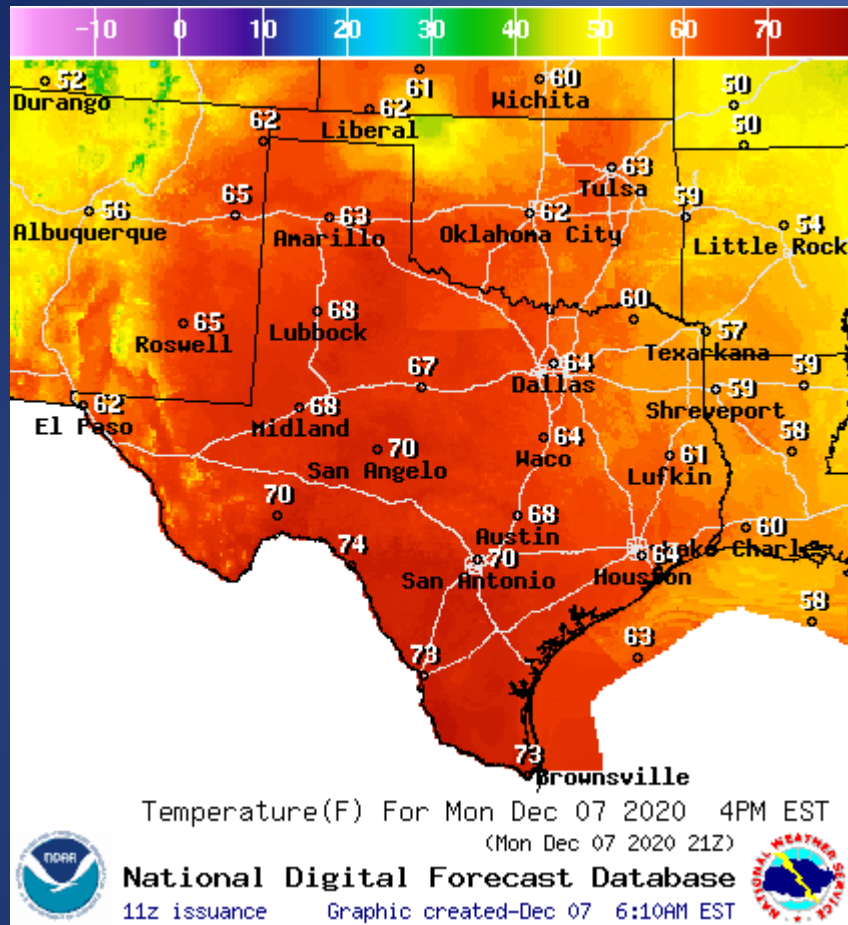 -10 0 10 20 30 40 50 60 70
52
Durango
61
60
Wichita
62
Liberal
50
50
62
63
Tulsa
56
Albuquerque
65
63
Amarillo
62
Oklahoma City
59
54
Little Rock
65
Roswell
68
Lubbock
60
57
Texarkana
67
64
Dallas
59
Shreveport
59
62
El Paso
68
Midland
70
San Angelo
64
Waco
61
Lufkin
58
70
68
Austin
60
Lake Charles
74
70
San Antonio
64
Houston
58
63
73
73
Brownsville
Temperature(F) For Mon Dec 07 2020 4PM EST
(Mon Dec 07 2020 21Z)
noaa
National Digital Forecast Database
11z issuance Graphic created-Dec 07 6:10AM EST
NATIONAL WEATHER SERVICE